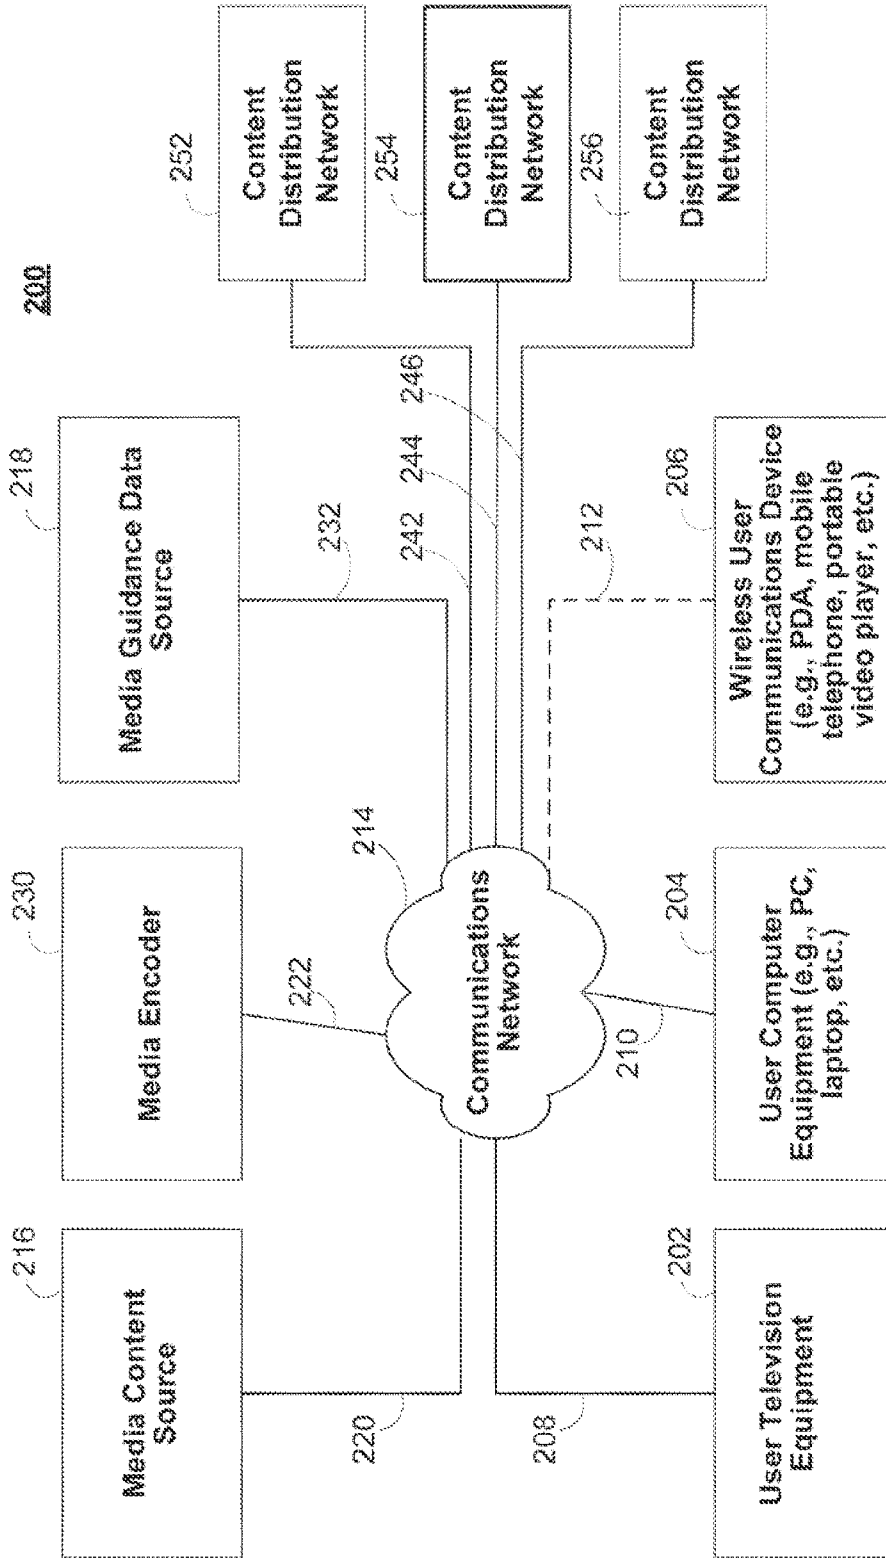 200
216
Media Content
Source
230
Media Encoder
218
Media Guidance Data
Source
252
Content
Distribution
Network
254
Content
Distribution
Network
256
Content
Distribution
Network
220
222
214
232
242
244
246
Communications
Network
208
210
212
202
User Television
Equipment
204
User Computer
Equipment (e.g., PC,
laptop, etc.)
206
Wireless User
Communications Device
(e.g., PDA, mobile
telephone, portable
video player, etc.)